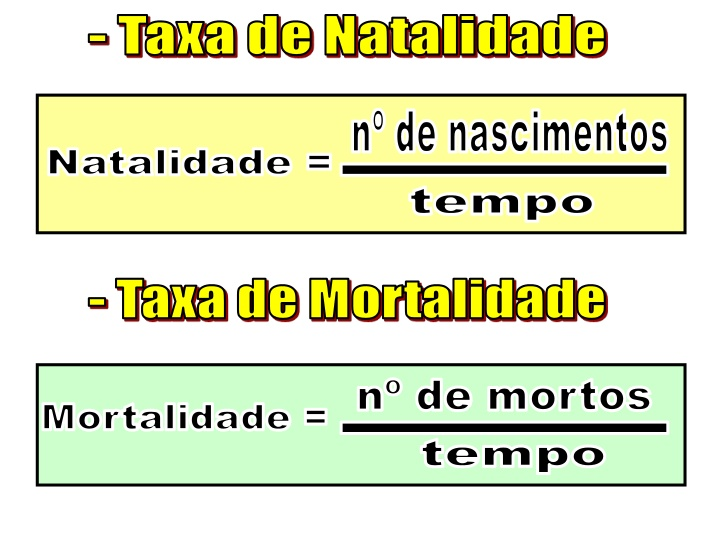 - Taxa de Natalidade
nº de nascimentos
Natalidade =
tempo
- Taxa de Mortalidade
nº de mortos
Mortalidade =
tempo